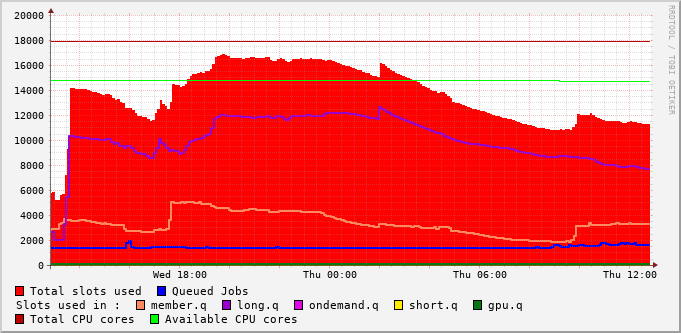 20000
18000
16000
14000
12000
10000
8000
6000
4000
2000
0
Wed 18:00 Thu 00:00 Thu 06:00 Thu 12:00
Total slots used Queued Jobs
Slots used in : member.q long.q ondemand.q short.q gpu.q
Total CPU cores Available CPU cores
RRDTOOL / TOBI OETIKER